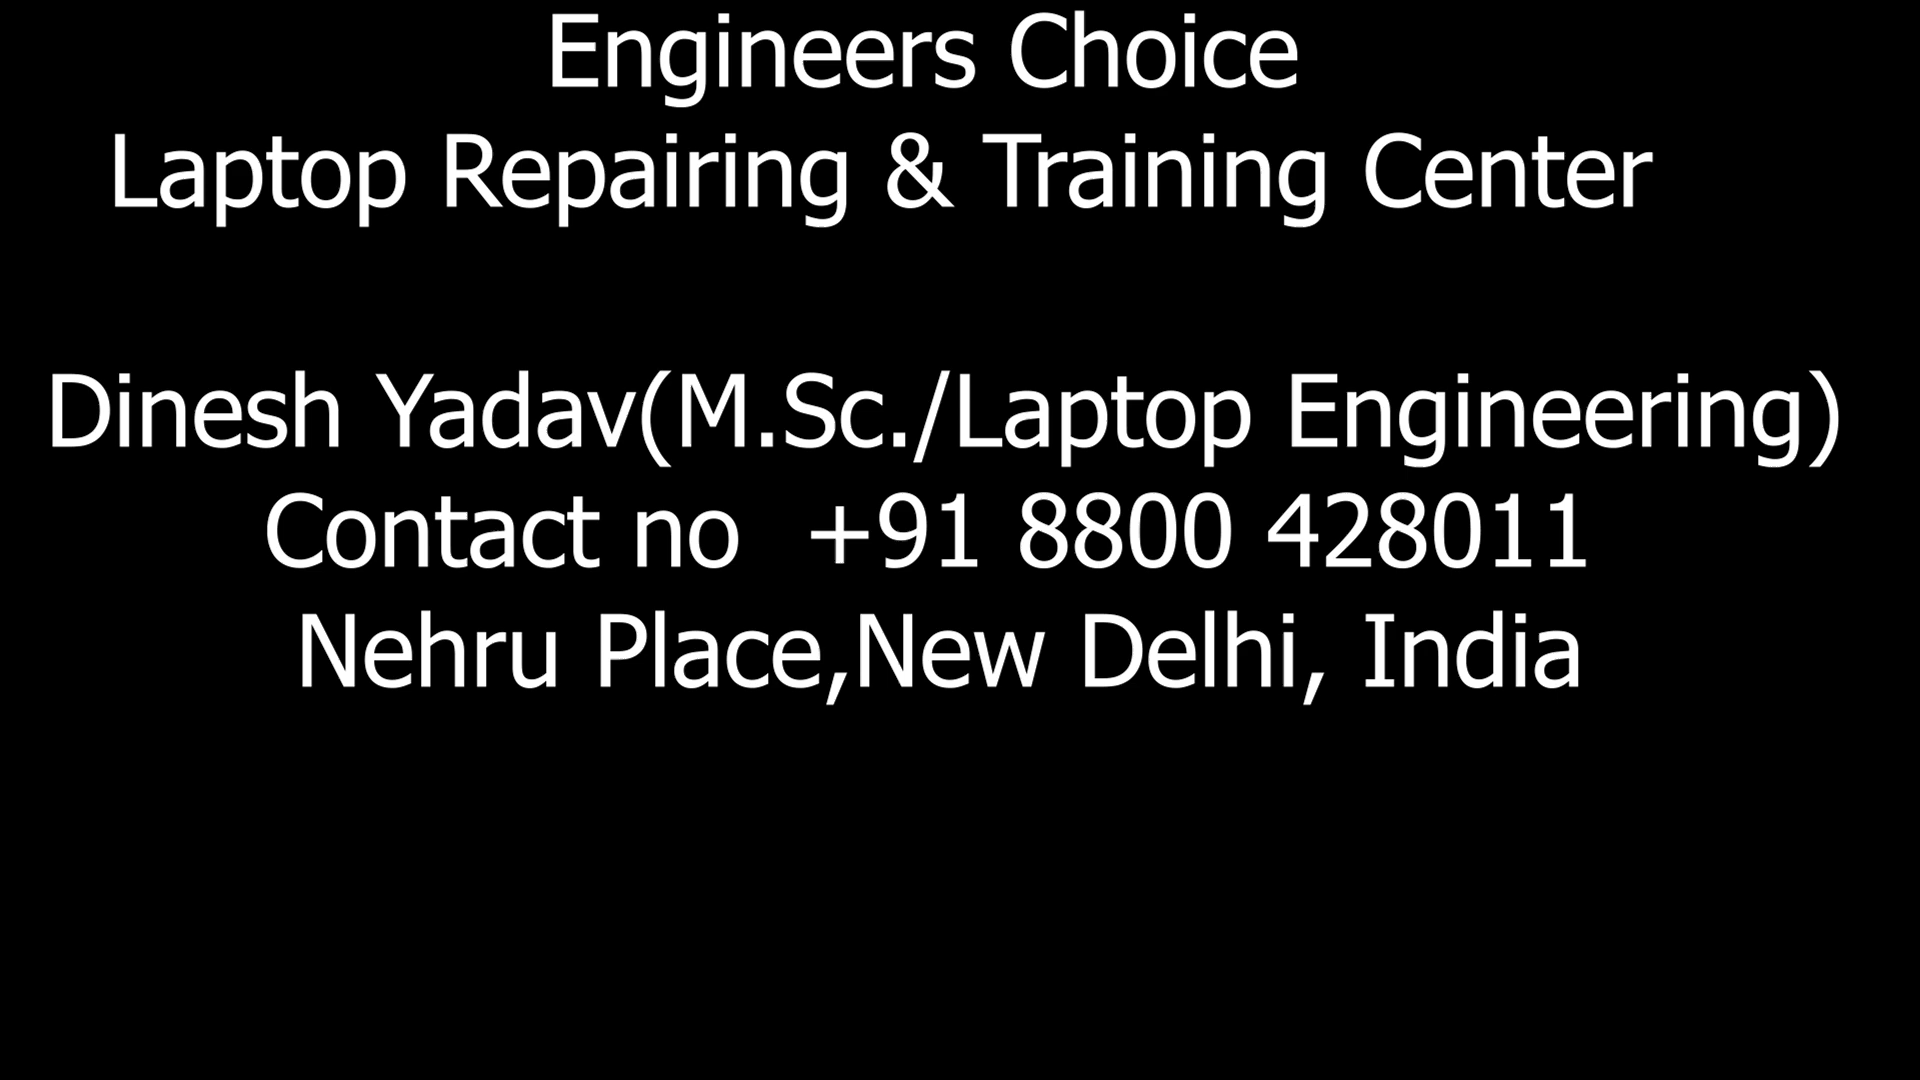 Engineers Choice
Laptop Repairing & Training Center
Dinesh Yadav(M.Sc./Laptop Engineering)
Contact no  +91 8800 428011
Nehru Place,New Delhi, India